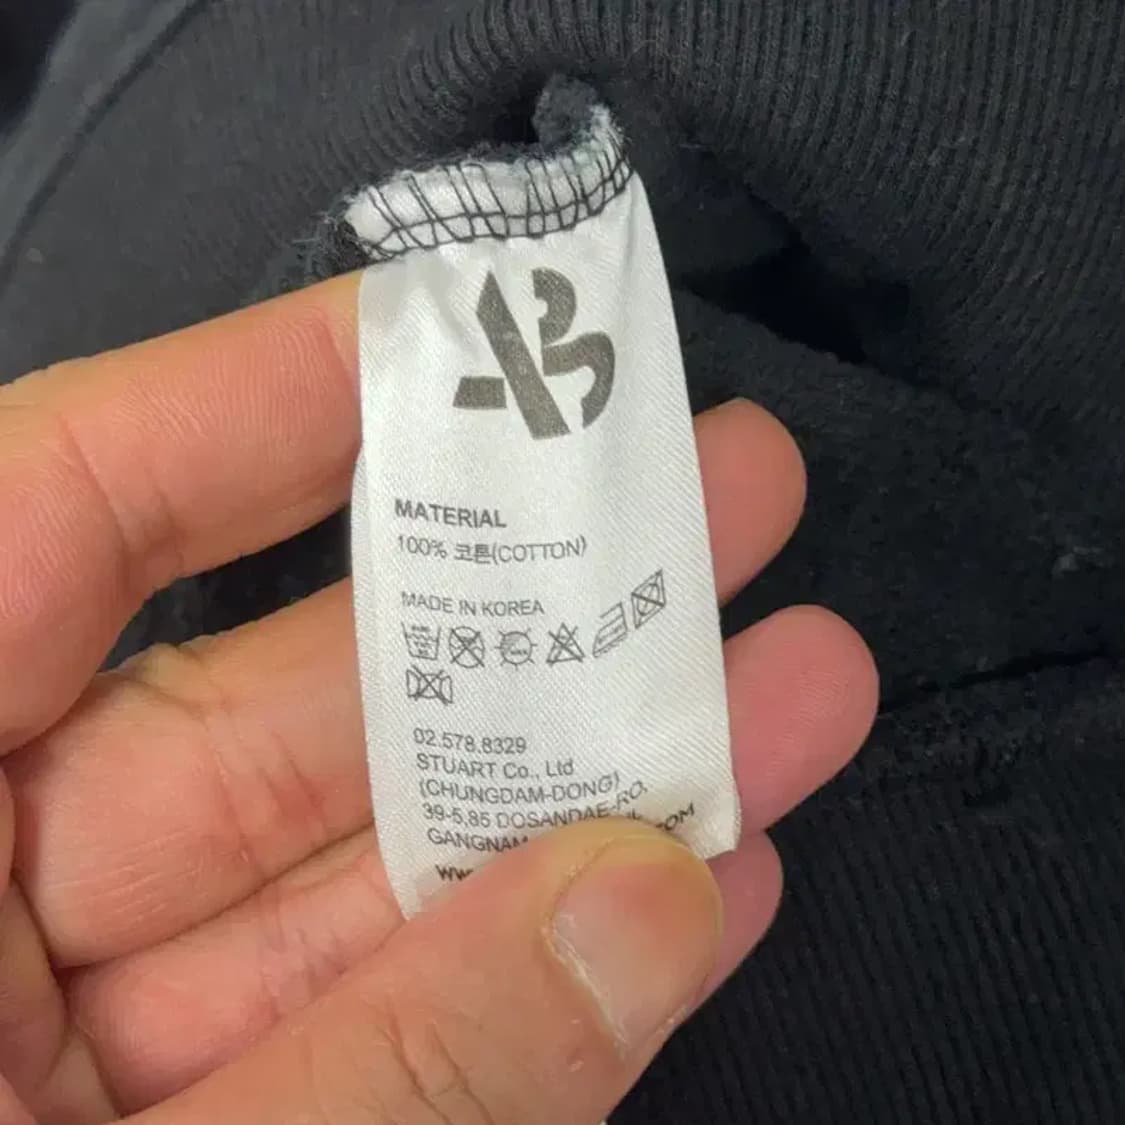 AB
MATERIAL
100% 코튼(COTTON)
MADE IN KOREA
02.578.8329
STUART Co., Ltd
(CHUNGDAM-DONG)
39-5,85 DOSANDAE-RO,
GANGNAM